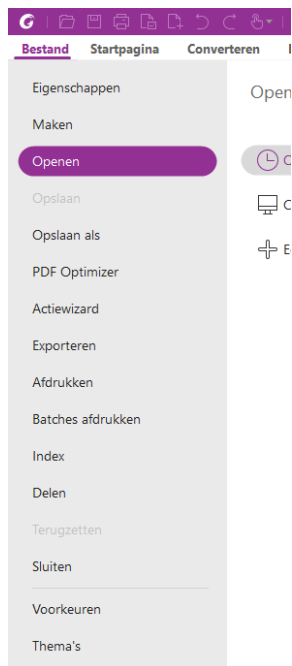 Bestand Startpagina Converteren
Eigenschappen
Open
Maken
Openen
Opslaan
Opslaan als
PDF Optimizer
Actiewizard
Exporteren
Afdrukken
Batches afdrukken
Index
Delen
Terugzetten
Sluiten
Voorkeuren
Thema's